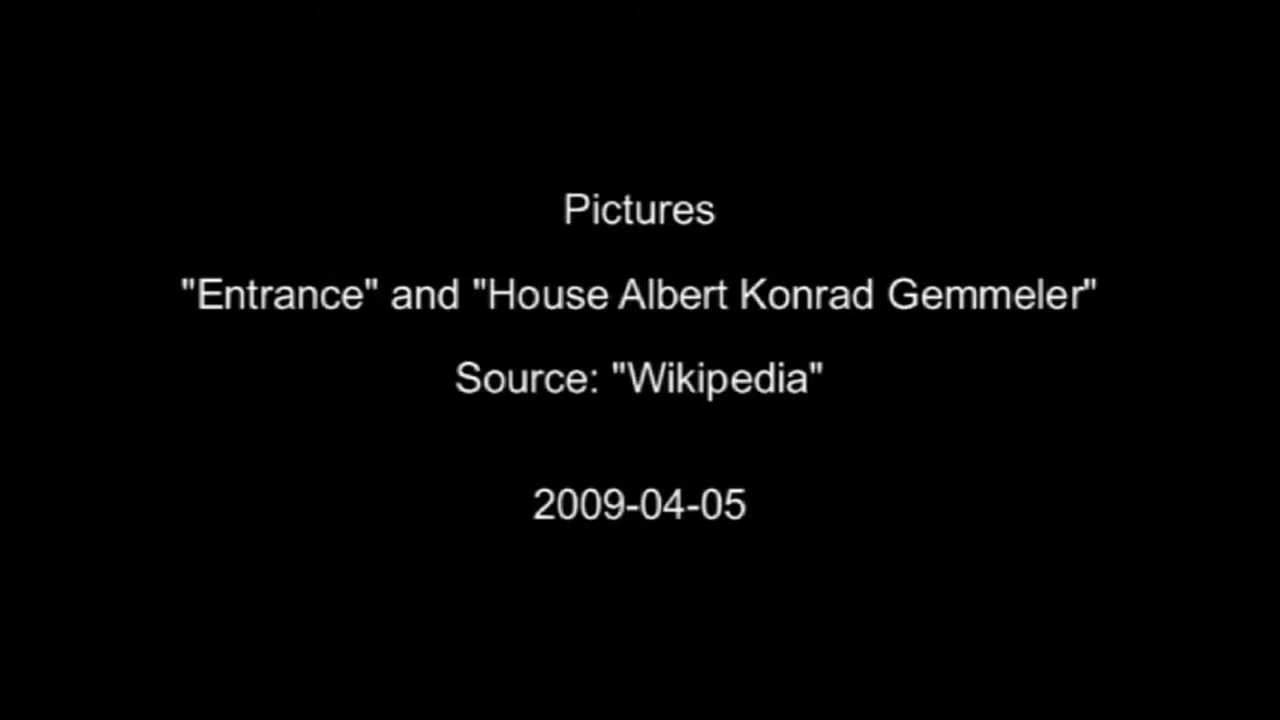 Pictures
"Entrance" and "House Albert Konrad Gemmeler"
Source: "Wikipedia"
2009-04-05